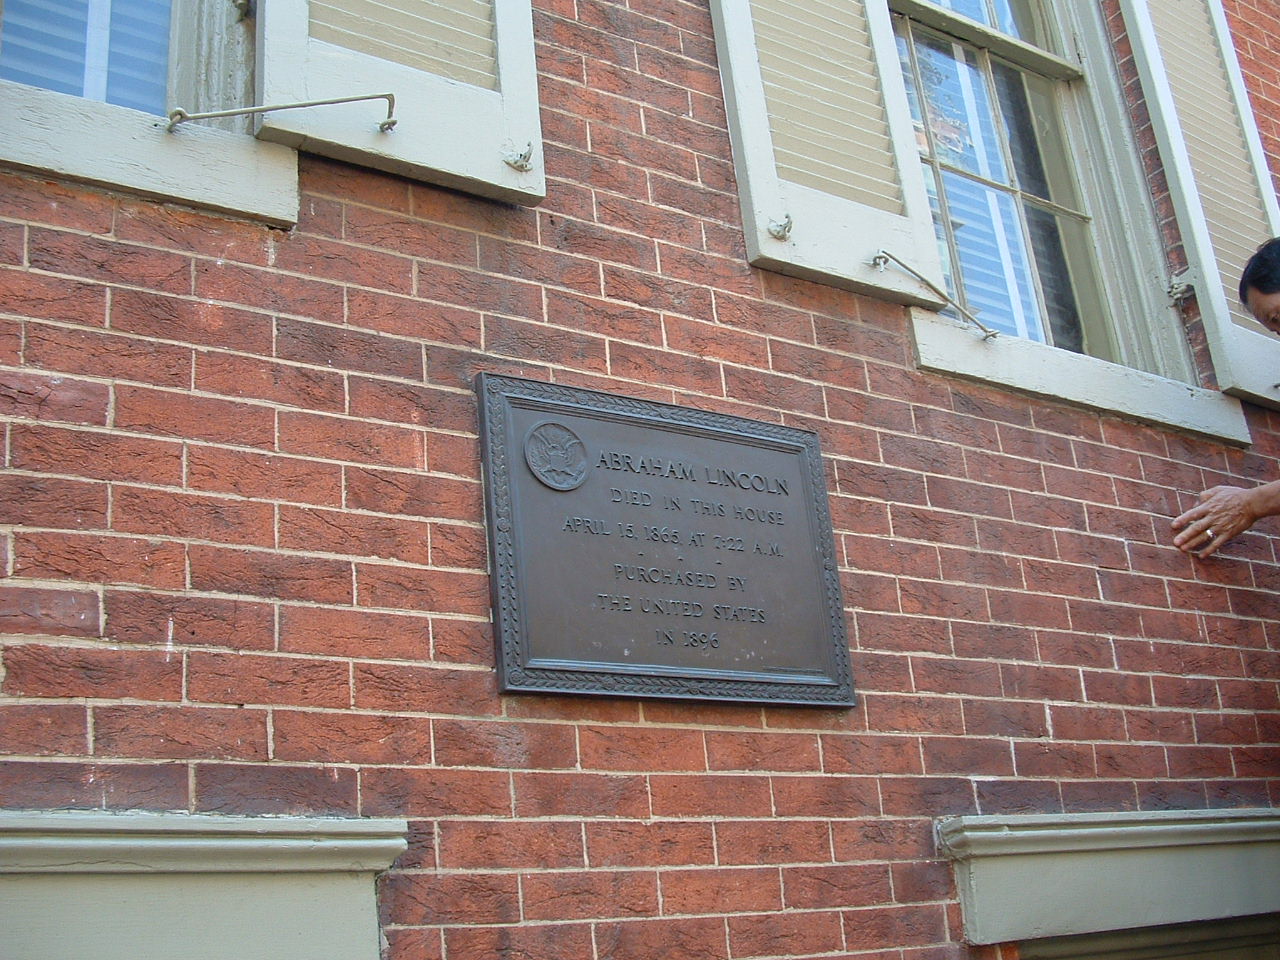 ABRAHAM LINCOLN
DIED IN THIS HOUSE
APRIL 15, 1865, AT 7:22 A.M.
PURCHASED BY
THE UNITED STATES
IN 1896